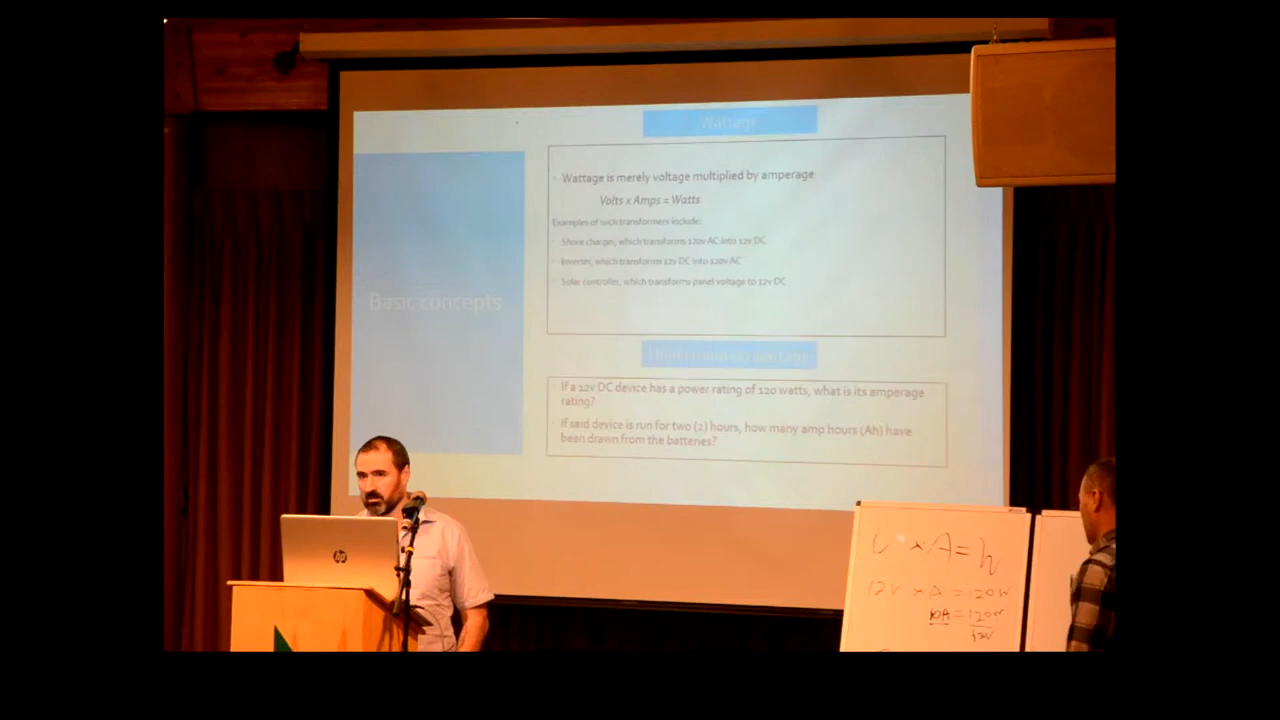 Wattage
Wattage is merely voltage multiplied by amperage
Volts x Amps = Watts
Examples of such transformers include:
Shore charger, which transforms 120v AC into 12v DC
Inverter, which transforms 12v DC into 120v AC
Solar controller, which transforms panel voltage to 12v DC
Basic concepts
Understanding wattage
If a 12v DC device has a power rating of 120 watts, what is its amperage
rating?
If said device is run for two (2) hours, how many amp hours (Ah) have
been drawn from the batteries?
hp
V x A = W
12V x A = 120W
10A = 120W
12V